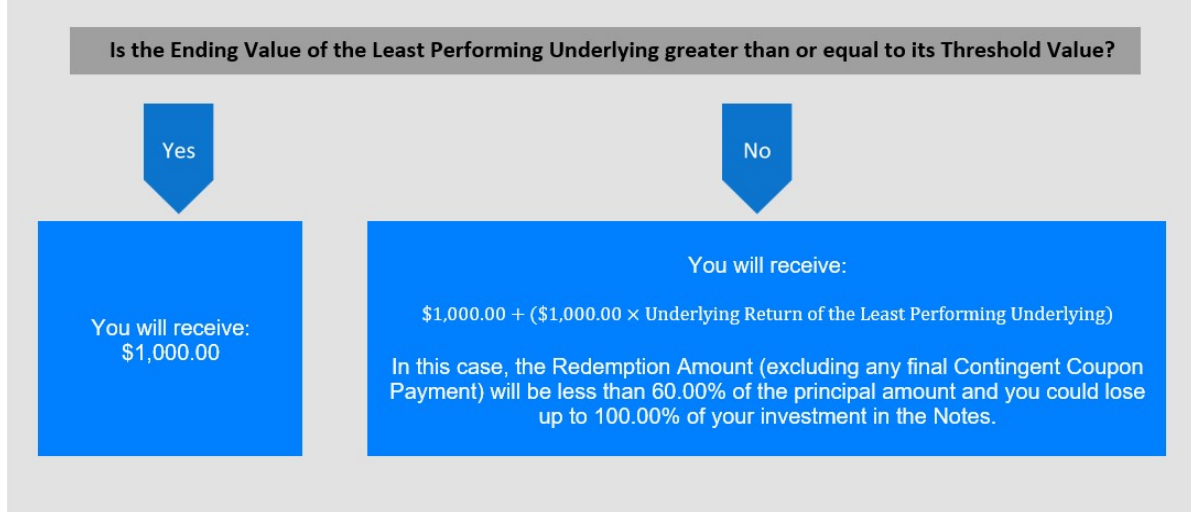 Is the Ending Value of the Least Performing Underlying greater than or equal to its Threshold Value?
Yes
No
You will receive:
$1,000.00
You will receive:
$1,000.00 + ($1,000.00 × Underlying Return of the Least Performing Underlying)
In this case, the Redemption Amount (excluding any final Contingent Coupon
Payment) will be less than 60.00% of the principal amount and you could lose
up to 100.00% of your investment in the Notes.